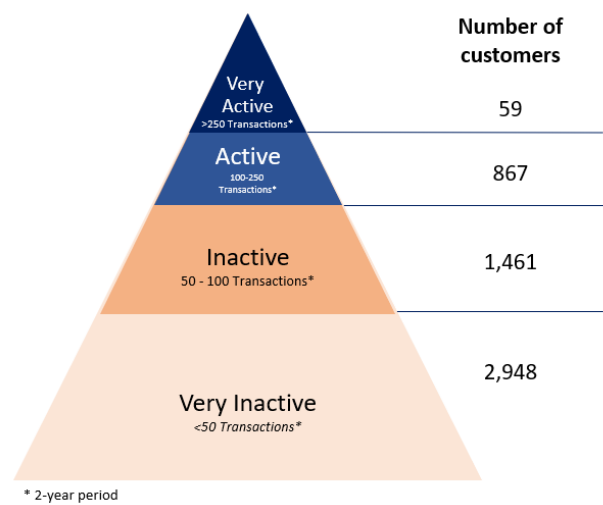 Number of
customers
Very
Active
>250 Transactions*
59
Active
100-250
Transactions*
867
Inactive
50 - 100 Transactions*
1,461
Very Inactive
<50 Transactions*
2,948
* 2-year period